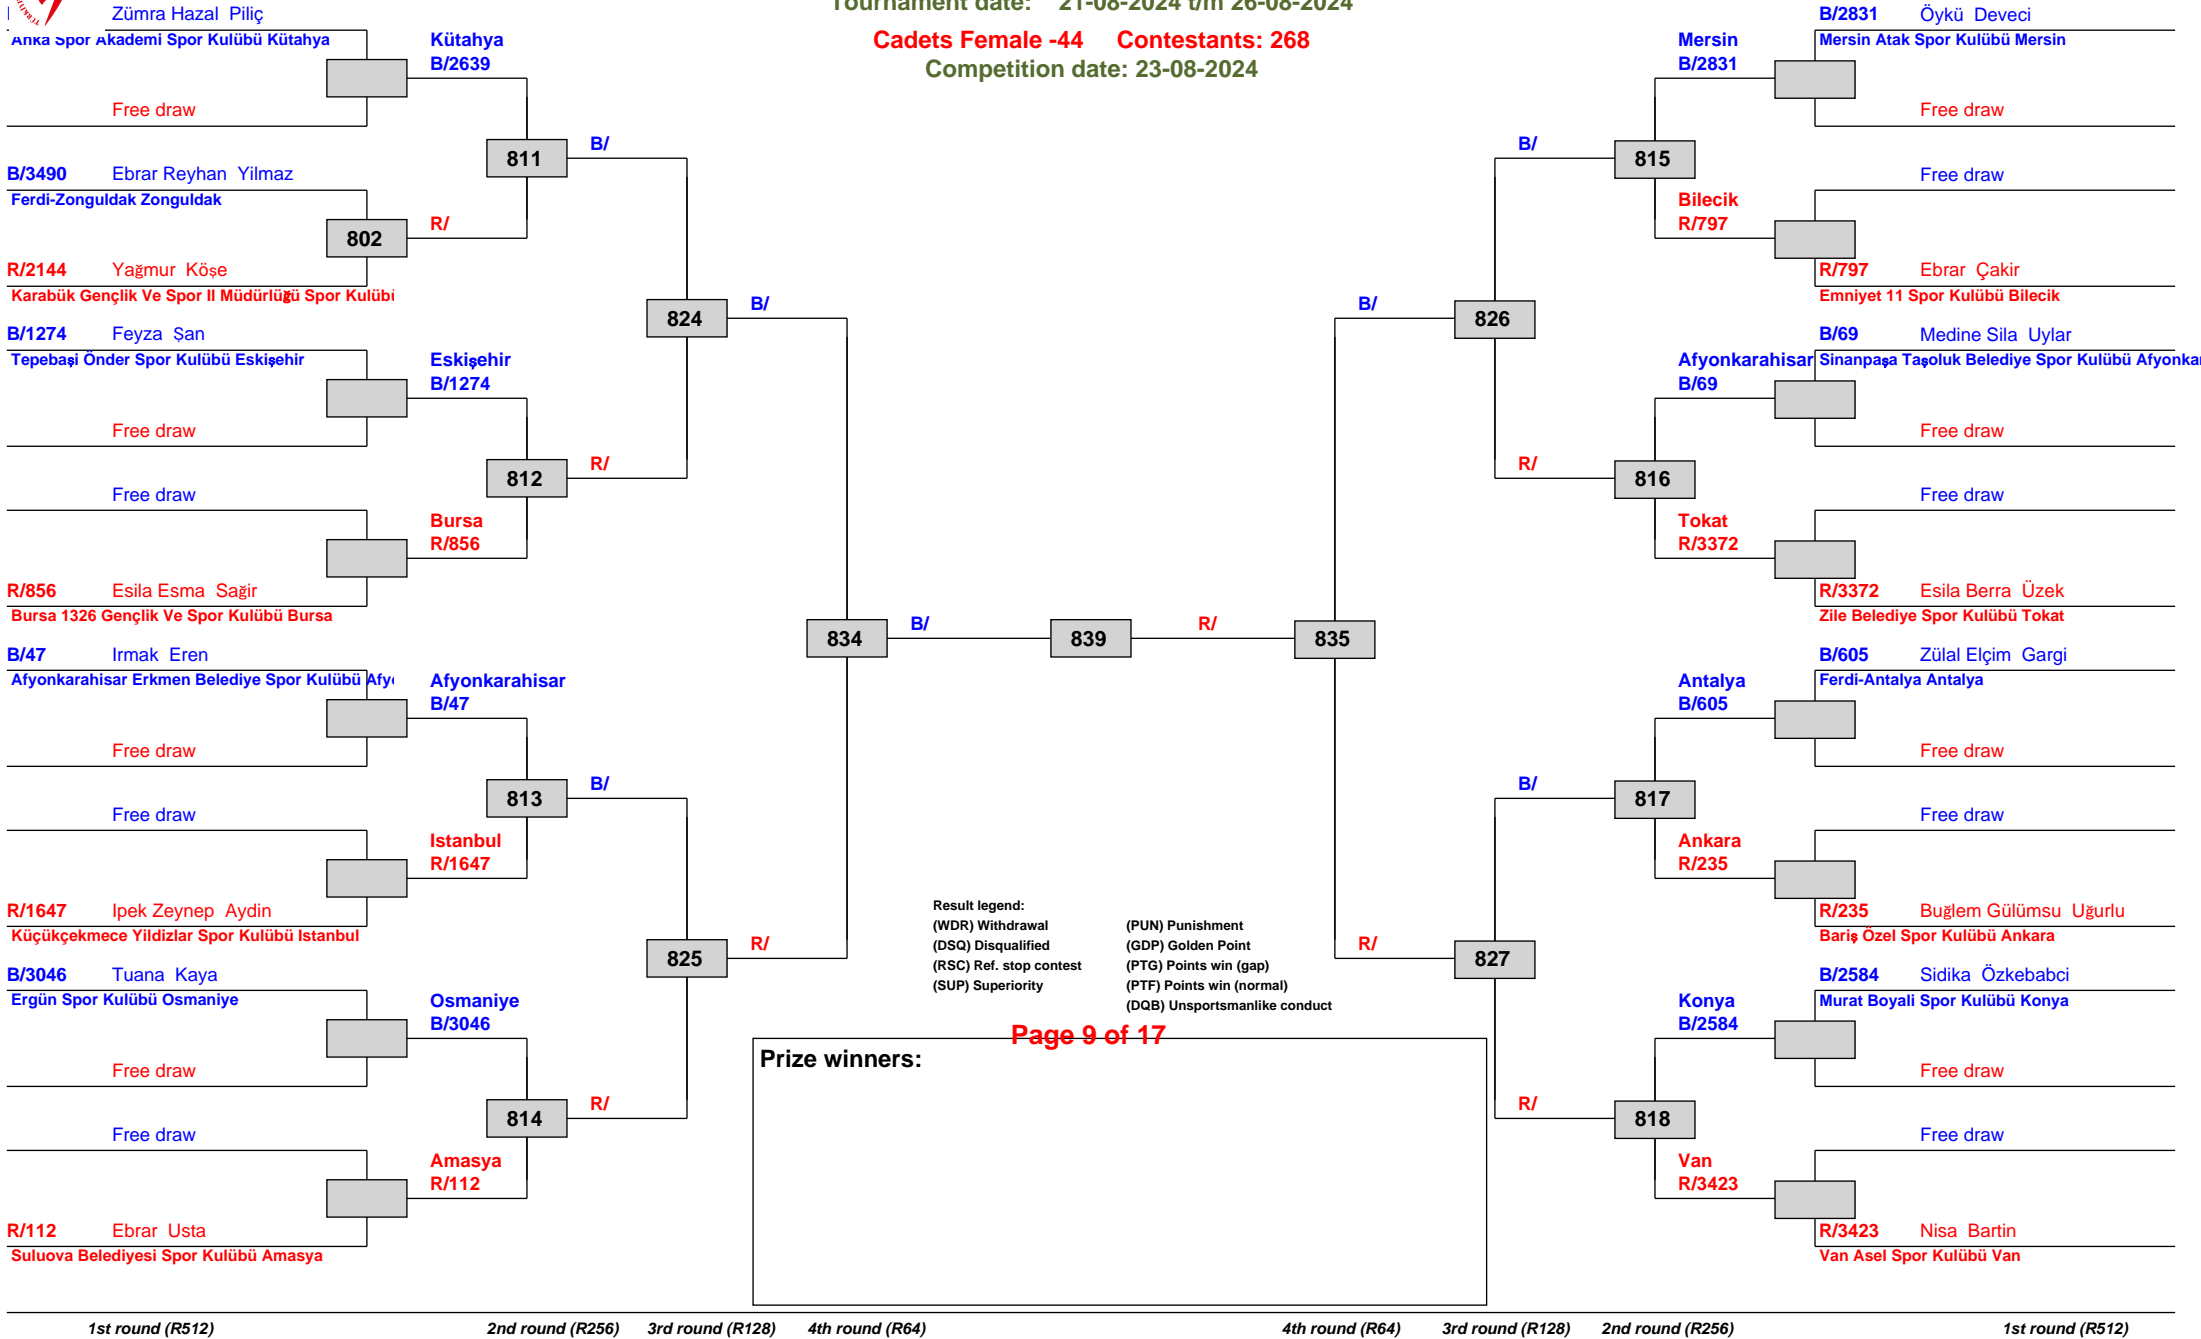 Tournament date: 21-08-2024 t/m 26-08-2024
Cadets Female -44 Contestants: 268
Competition date: 23-08-2024
Zümra Hazal Piliç
Anka Spor Akademi Spor Kulübü Kütahya
Kütahya
B/2639
Free draw
811
B/
B/3490 Ebrar Reyhan Yilmaz
Ferdi-Zonguldak Zonguldak
802
R/
R/2144 Yağmur Köşe
Karabük Gençlik Ve Spor Il Müdürlüğü Spor Kulübü
824
B/
B/1274 Feyza Şan
Tepebaşi Önder Spor Kulübü Eskişehir
Eskişehir
B/1274
Free draw
812
R/
Free draw
Bursa
R/856
R/856 Esila Esma Sağir
Bursa 1326 Gençlik Ve Spor Kulübü Bursa
834
B/
839
R/
835
B/47 Irmak Eren
Afyonkarahisar Erkmen Belediye Spor Kulübü
Afyonkarahisar
B/47
Free draw
813
B/
Free draw
Istanbul
R/1647
R/1647 Ipek Zeynep Aydin
Küçükçekmece Yildizlar Spor Kulübü Istanbul
825
R/
B/3046 Tuana Kaya
Ergün Spor Kulübü Osmaniye
Osmaniye
B/3046
Free draw
814
R/
Free draw
Amasya
R/112
R/112 Ebrar Usta
Suluova Belediyesi Spor Kulübü Amasya
B/2831 Öykü Deveci
Mersin Atak Spor Kulübü Mersin
Mersin
B/2831
Free draw
B/
815
Free draw
Bilecik
R/797
R/797 Ebrar Çakir
Emniyet 11 Spor Kulübü Bilecik
B/
826
B/69 Medine Sila Uylar
Sinanpaşa Taşoluk Belediye Spor Kulübü
Afyonkarahisar
B/69
Free draw
R/
816
Free draw
Tokat
R/3372
R/3372 Esila Berra Üzek
Zile Belediye Spor Kulübü Tokat
B/605 Zülal Elçim Gargi
Ferdi-Antalya Antalya
Antalya
B/605
Free draw
B/
817
Free draw
Ankara
R/235
R/235 Buğlem Gülümsu Uğurlu
Bariş Özel Spor Kulübü Ankara
R/
827
B/2584 Sidika Özkebabci
Murat Boyali Spor Kulübü Konya
Konya
B/2584
Free draw
R/
818
Free draw
Van
R/3423
R/3423 Nisa Bartin
Van Asel Spor Kulübü Van
Result legend:
(WDR) Withdrawal (PUN) Punishment
(DSQ) Disqualified (GDP) Golden Point
(RSC) Ref. stop contest (PTG) Points win (gap)
(SUP) Superiority (PTF) Points win (normal)
(DQB) Unsportsmanlike conduct
Page 9 of 17
Prize winners:
1st round (R512) 2nd round (R256) 3rd round (R128) 4th round (R64) 4th round (R64) 3rd round (R128) 2nd round (R256) 1st round (R512)